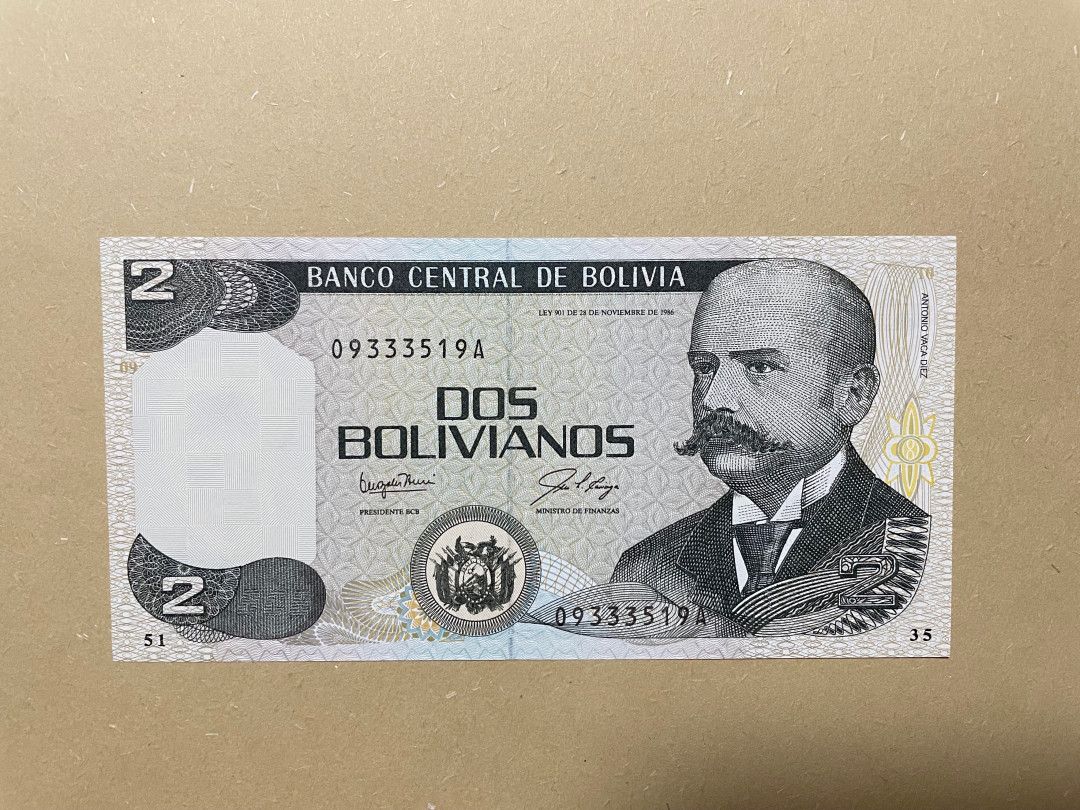 2
BANCO CENTRAL DE BOLIVIA
LEY 901 DE 28 DE NOVIEMBRE DE 1986
09333519A
ANTONIO VACA DIEZ
DOS
BOLIVIANOS
PRESIDENTE BCB
MINISTRO DE FINANZAS
2
2
09333519A
51
35